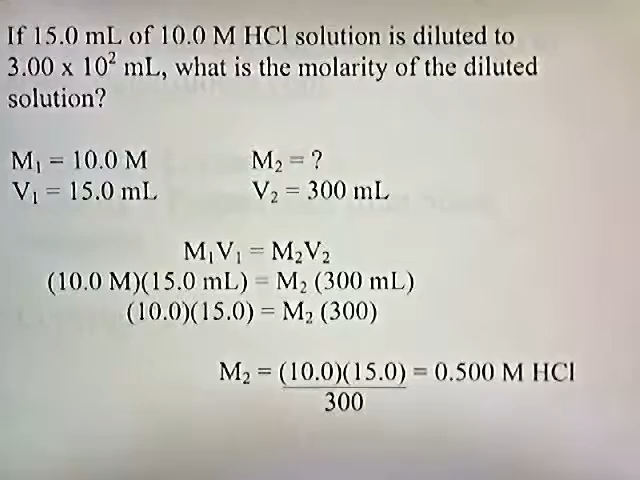 If 15.0 mL of 10.0 M HCl solution is diluted to
3.00 x 10² mL, what is the molarity of the diluted
solution?
M₁ = 10.0 M M₂ = ?
V₁ = 15.0 mL V₂ = 300 mL
M₁V₁ = M₂V₂
(10.0 M)(15.0 mL) = M₂ (300 mL)
(10.0)(15.0) = M₂ (300)
M₂ = (10.0)(15.0) = 0.500 M HCl
300